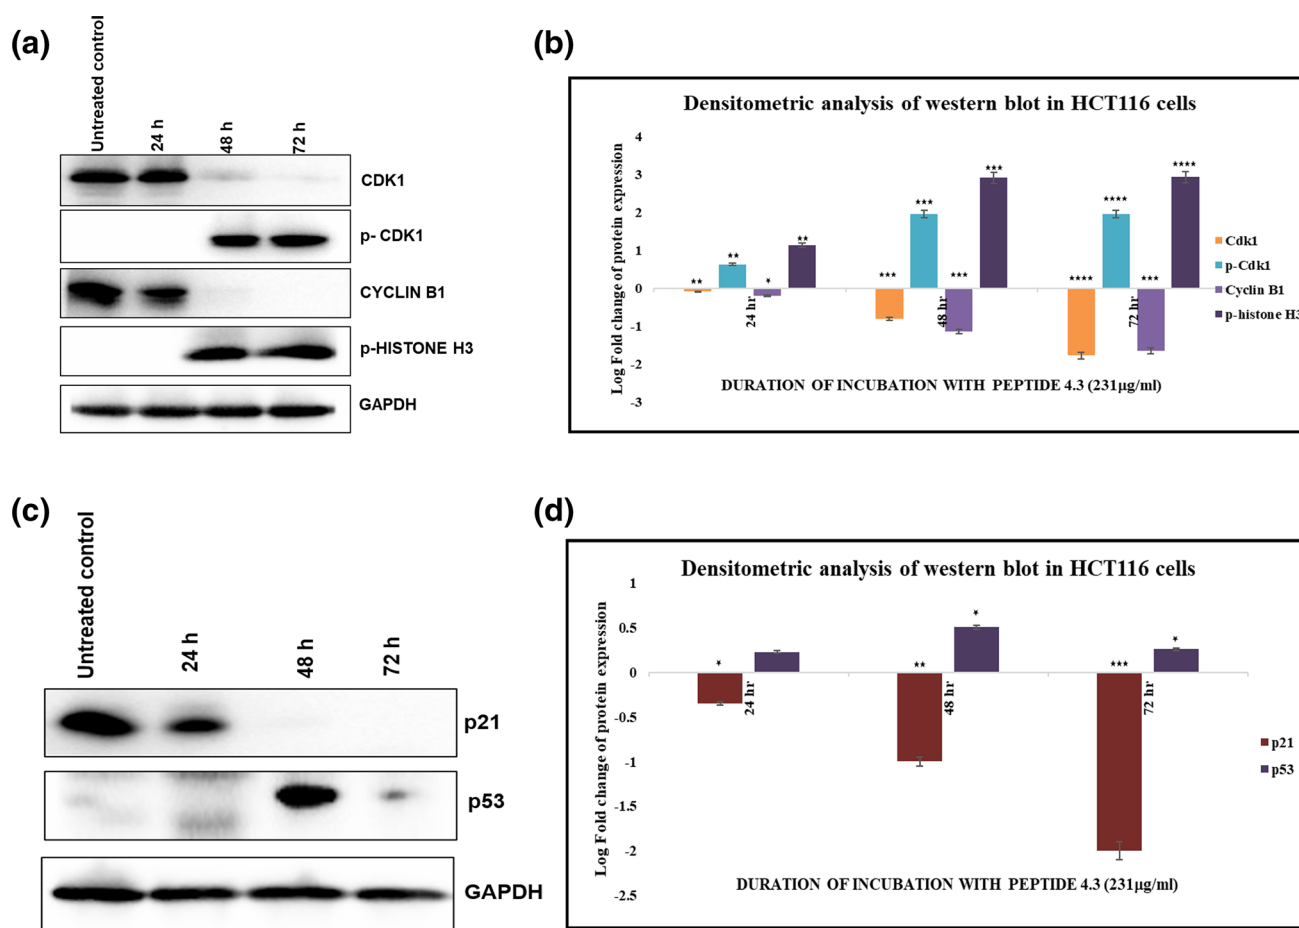 (a)
Untreated control
24 h
48 h
72 h
CDK1
p- CDK1
CYCLIN B1
p-HISTONE H3
GAPDH
(b)
Densitometric analysis of western blot in HCT116 cells
Log Fold change of protein expression
4
3
2
1
0
-1
-2
-3
** ** * **
24 hr
*** *** *** ***
48 hr
**** **** *** ****
72 hr
DURATION OF INCUBATION WITH PEPTIDE 4.3 (231µg/ml)
Cdk1
p-Cdk1
Cyclin B1
p-histone H3
(c)
Untreated control
24 h
48 h
72 h
p21
p53
GAPDH
(d)
Densitometric analysis of western blot in HCT116 cells
Log Fold change of protein expression
1
0.5
0
-0.5
-1
-1.5
-2
-2.5
*
24 hr
** *
48 hr
*** *
72 hr
DURATION OF INCUBATION WITH PEPTIDE 4.3 (231µg/ml)
p21
p53